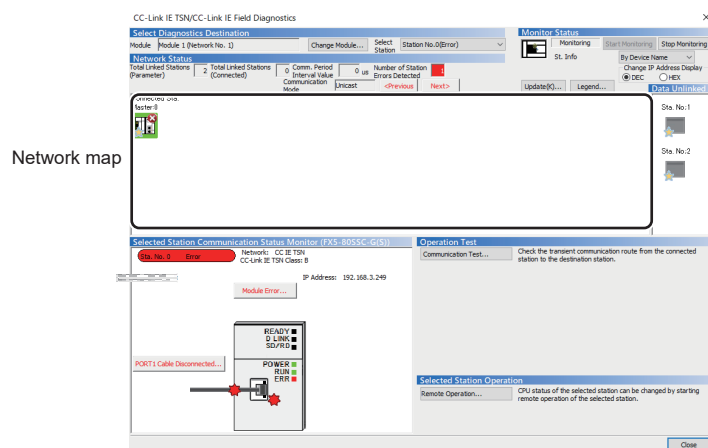 CC-Link IE TSN/CC-Link IE Field Diagnostics
Select Diagnostics Destination
Module Module 1 (Network No. 1) Change Module... Select Station Station No.0(Error)
Monitor Status
Monitoring Start Monitoring Stop Monitoring
St. Info By Device Name
Change IP Address Display
DEC HEX
Update(K)... Legend...
Data Unlinked
Network Status
Total Linked Stations (Parameter) 2 Total Linked Stations (Connected) 0 Comm. Period Interval Value 0 us Number of Station Errors Detected 1
Communication Mode Unicast <Previous Next>
Connected Sta.
Master:0
Network map
Sta. No:1
Sta. No:2
Selected Station Communication Status Monitor (FX5-80SSC-G(S))
Sta. No. 0 Error
Network: CC IE TSN
CC-Link IE TSN Class: B
IP Address: 192.168.3.249
Module Error...
READY
D LINK
SD/RD
POWER
RUN
ERR
PORT1 Cable Disconnected...
Operation Test
Communication Test...
Check the transient communication route from the connected
station to the destination station.
Selected Station Operation
Remote Operation...
CPU status of the selected station can be changed by starting
remote operation of the selected station.
Close